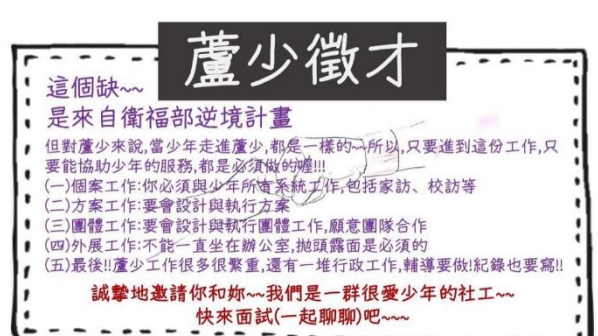 蘆少徵才
這個缺~~
是來自衛福部逆境計畫
但對蘆少來說,當少年走進蘆少,都是一樣的~~所以,只要進到這份工作,只
要能協助少年的服務,都是必須做的喔!!!
(一)個案工作:你必須與少年所有系統工作,包括家訪、校訪等
(二)方案工作:要會設計與執行方案
(三)團體工作:要會設計與執行團體工作,願意團隊合作
(四)外展工作:不能一直坐在辦公室,拋頭露面是必須的
(五)最後!!蘆少工作很多很繁重,還有一堆行政工作,輔導要做!紀錄也要寫!!
誠摯地邀請你和妳~~我們是一群很愛少年的社工~~
快來面試(一起聊聊)吧~~~